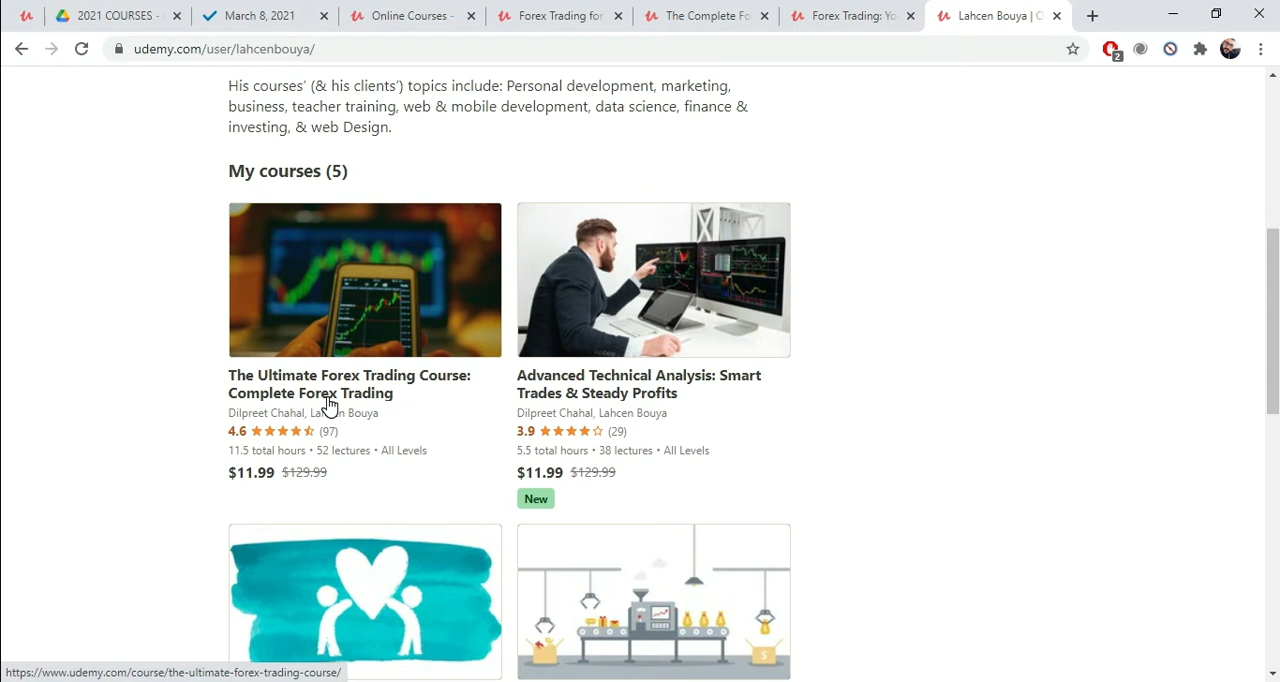 2021 COURSES -
March 8, 2021
Online Courses -
Forex Trading for
The Complete Fo
Forex Trading: Yo
Lahcen Bouya | O
udemy.com/user/lahcenbouya/
2
His courses' (& his clients') topics include: Personal development, marketing,
business, teacher training, web & mobile development, data science, finance &
investing, & web Design.
My courses (5)
The Ultimate Forex Trading Course:
Complete Forex Trading
Dilpreet Chahal, Lahcen Bouya
4.6 (97)
11.5 total hours • 52 lectures • All Levels
$11.99 $129.99
Advanced Technical Analysis: Smart
Trades & Steady Profits
Dilpreet Chahal, Lahcen Bouya
3.9 (29)
5.5 total hours • 38 lectures • All Levels
$11.99 $129.99
New
$
https://www.udemy.com/course/the-ultimate-forex-trading-course/